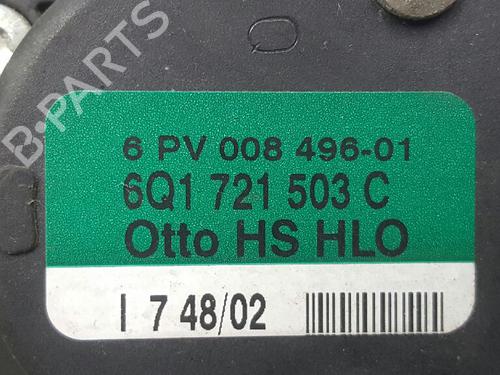 B-PARTS
6 PV 008 496-01
6Q1 721 503 C
Otto HS HLO
I 7 48/02